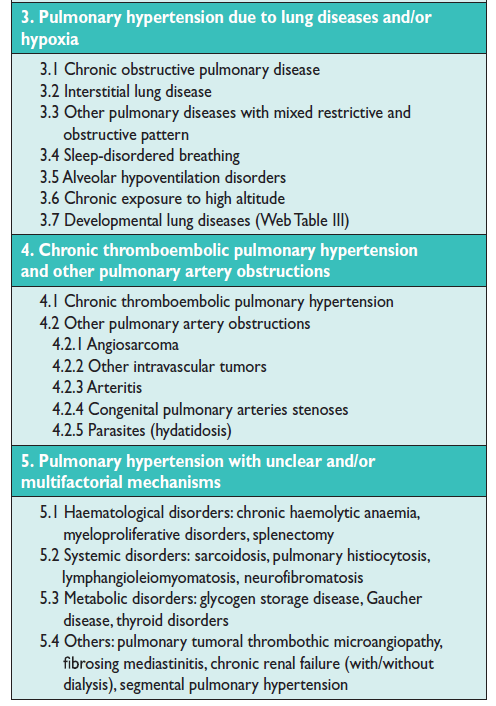 3. Pulmonary hypertension due to lung diseases and/or
hypoxia
3.1 Chronic obstructive pulmonary disease
3.2 Interstitial lung disease
3.3 Other pulmonary diseases with mixed restrictive and
obstructive pattern
3.4 Sleep-disordered breathing
3.5 Alveolar hypoventilation disorders
3.6 Chronic exposure to high altitude
3.7 Developmental lung diseases (Web Table III)
4. Chronic thromboembolic pulmonary hypertension
and other pulmonary artery obstructions
4.1 Chronic thromboembolic pulmonary hypertension
4.2 Other pulmonary artery obstructions
4.2.1 Angiosarcoma
4.2.2 Other intravascular tumors
4.2.3 Arteritis
4.2.4 Congenital pulmonary arteries stenoses
4.2.5 Parasites (hydatidosis)
5. Pulmonary hypertension with unclear and/or
multifactorial mechanisms
5.1 Haematological disorders: chronic haemolytic anaemia,
myeloproliferative disorders, splenectomy
5.2 Systemic disorders: sarcoidosis, pulmonary histiocytosis,
lymphangioleiomyomatosis, neurofibromatosis
5.3 Metabolic disorders: glycogen storage disease, Gaucher
disease, thyroid disorders
5.4 Others: pulmonary tumoral thrombothic microangiopathy,
fibrosing mediastinitis, chronic renal failure (with/without
dialysis), segmental pulmonary hypertension